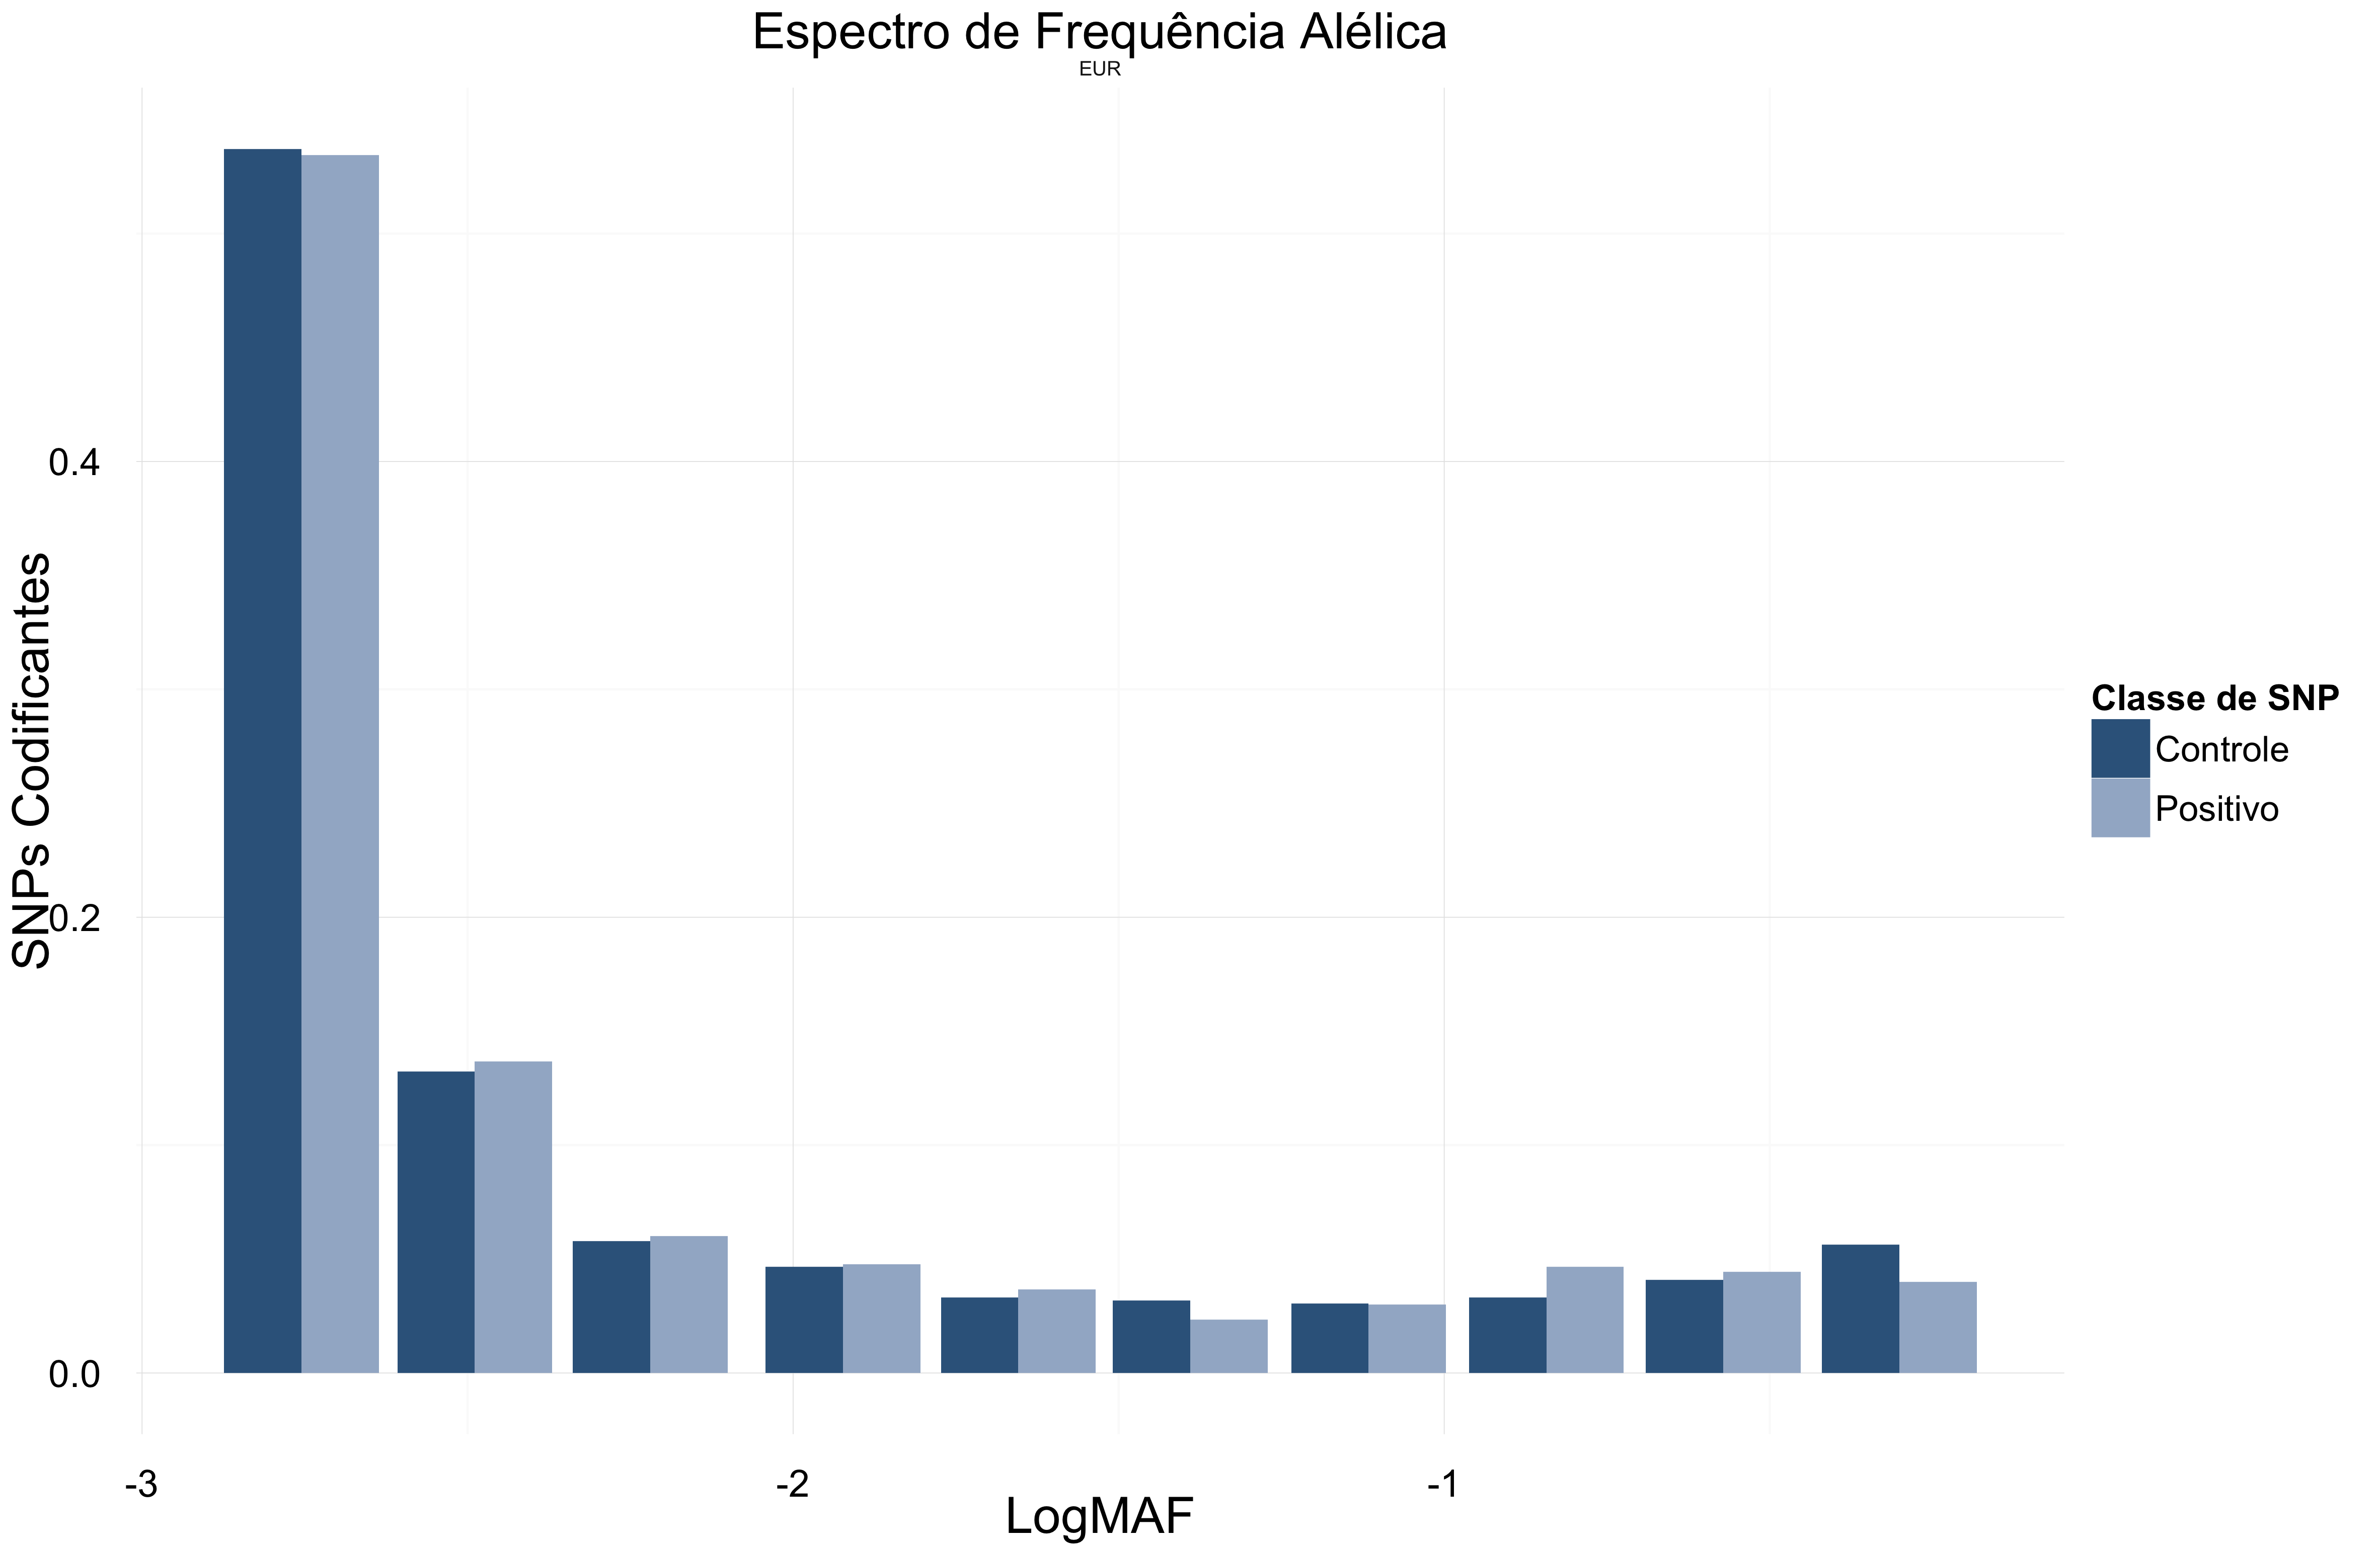 Espectro de Frequência Alélica
EUR
SNPs Codificantes
0.4
0.2
0.0
-3
-2
-1
LogMAF
Classe de SNP
Controle
Positivo